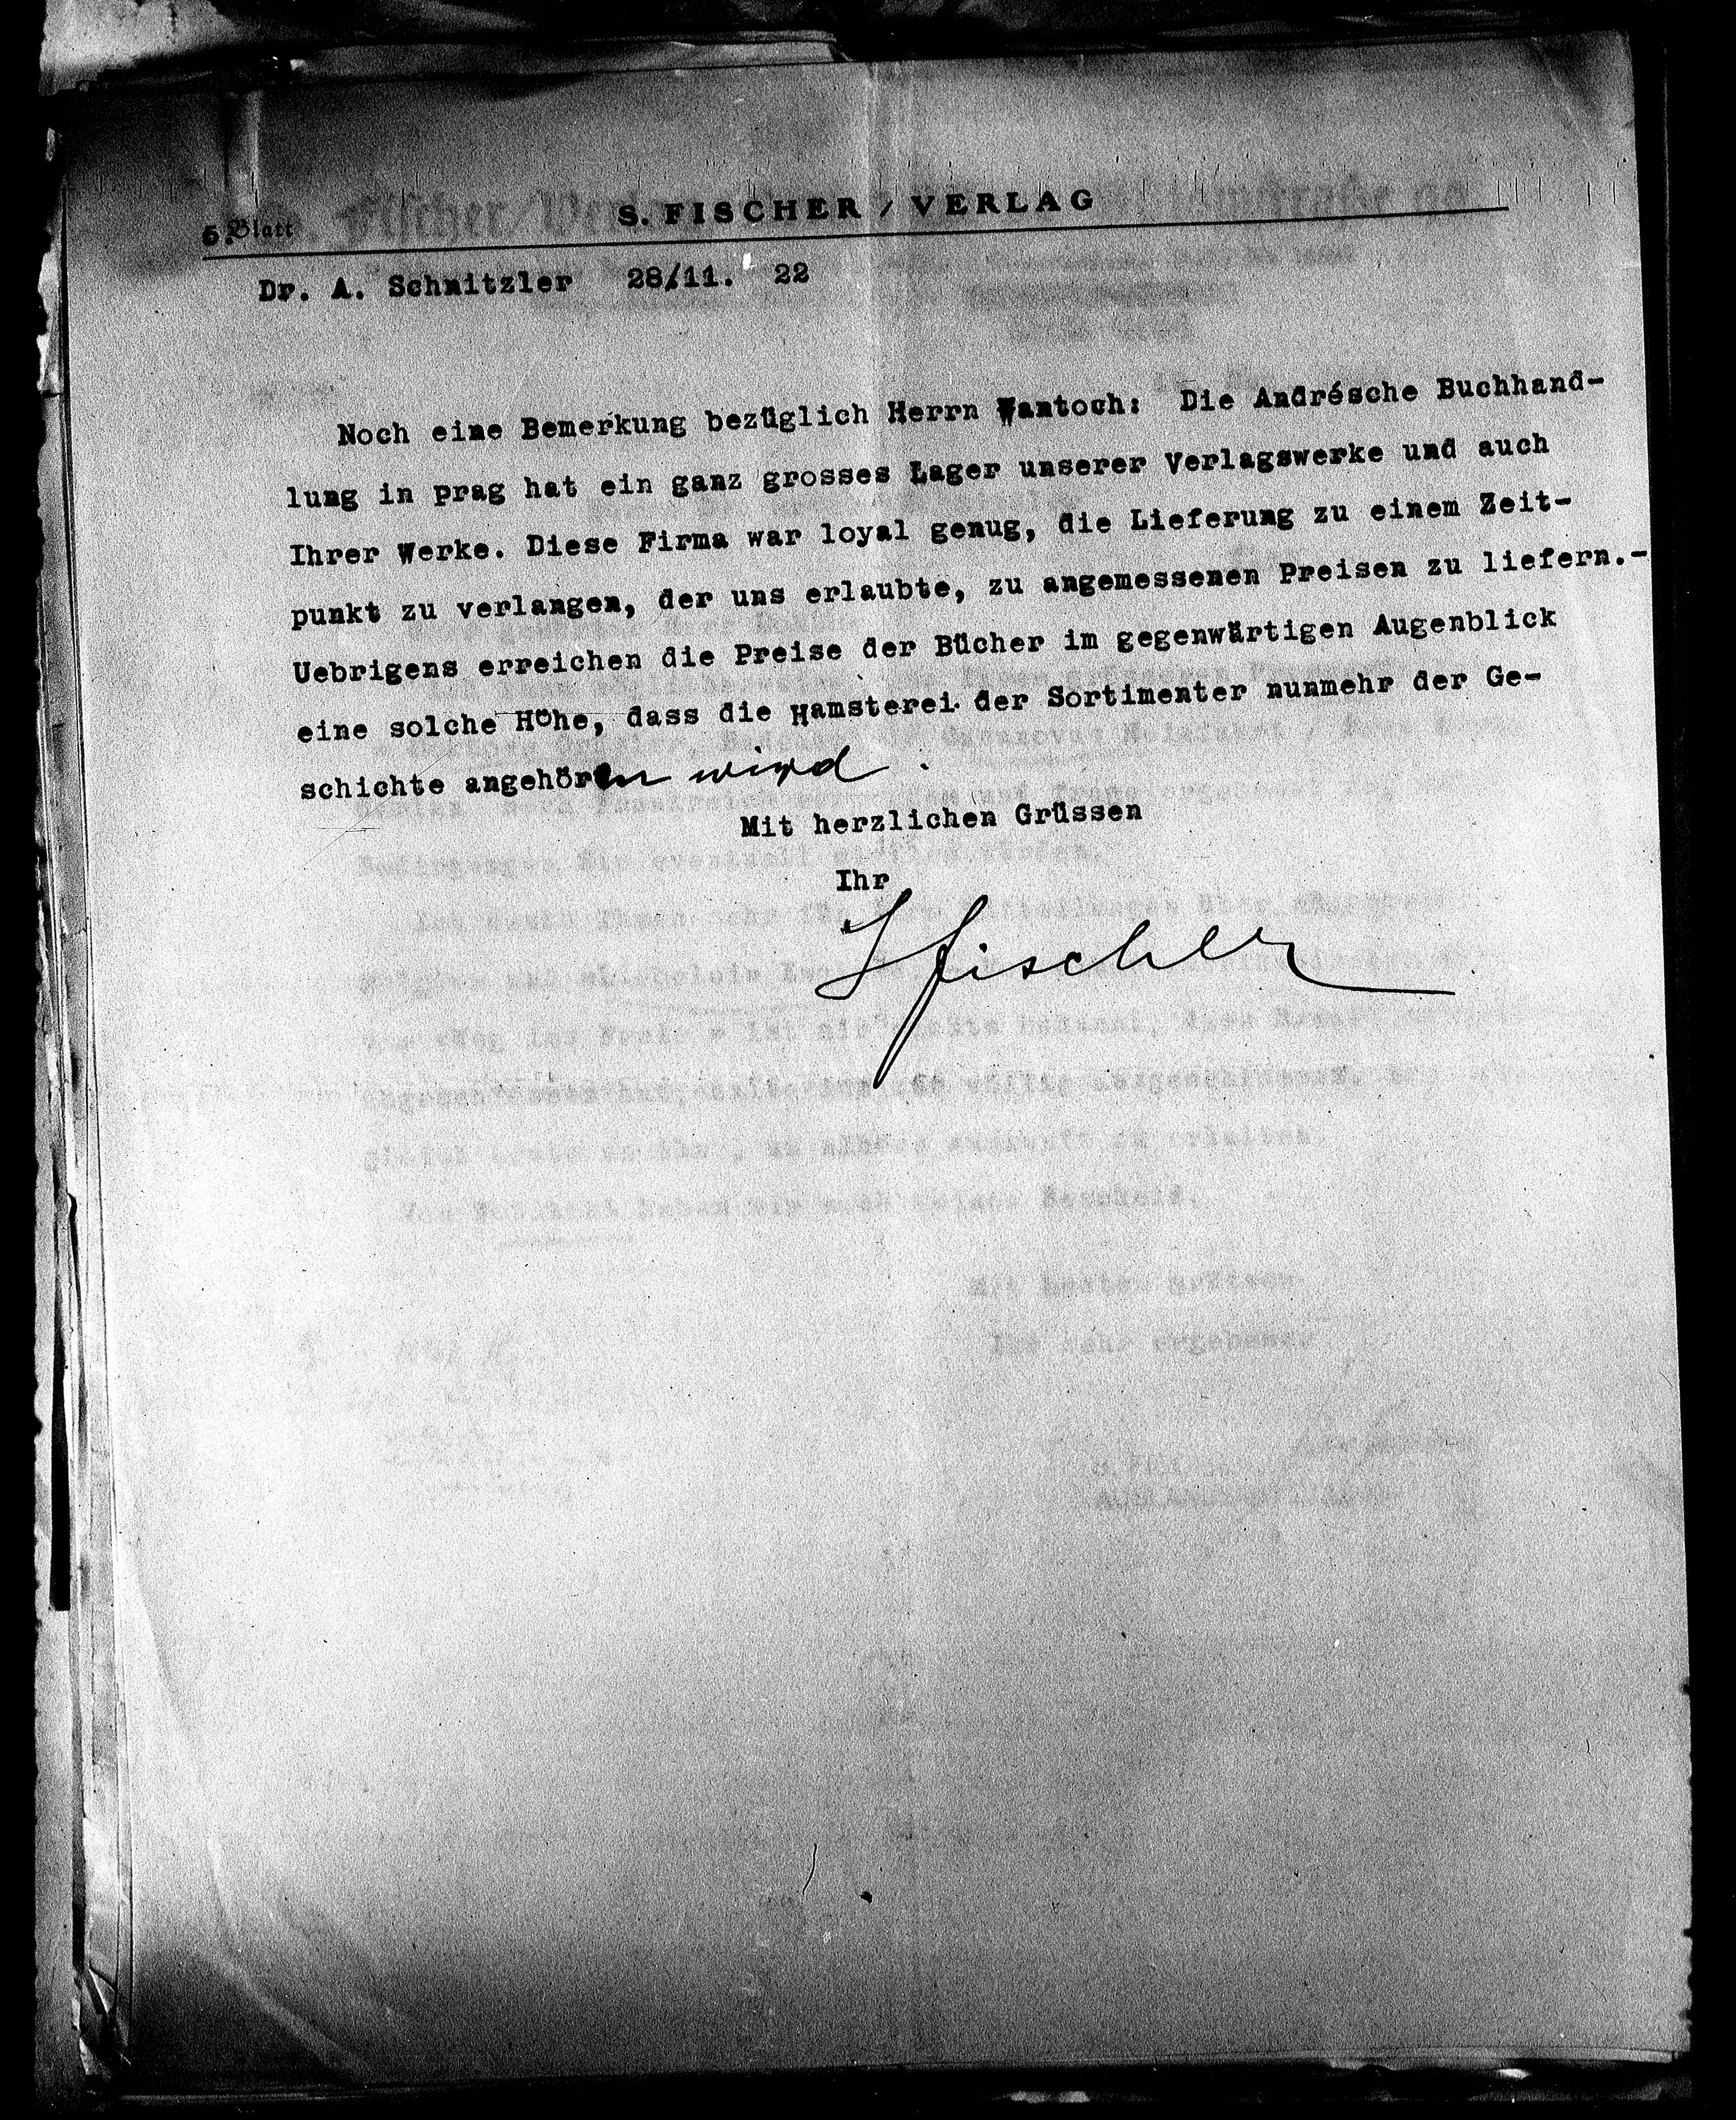 S. FISCHER / VERLAG
5. Blatt
Dr. A. Schnitzler 28/11. 22
Noch eine Bemerkung bezüglich Herrn Wantoch: Die Andrésche Buchhand-
lung in prag hat ein ganz grosses Lager unserer Verlagswerke und auch
Ihrer Werke. Diese Firma war loyal genug, die Lieferung zu einem Zeit-
punkt zu verlangen, der uns erlaubte, zu angemessenen Preisen zu liefern.-
Uebrigens erreichen die Preise der Bücher im gegenwärtigen Augenblick
eine solche Höhe, dass die Hamsterei der Sortimenter nunmehr der Ge-
schichte angehören wird.
Mit herzlichen Grüssen
Ihr
S Fischer